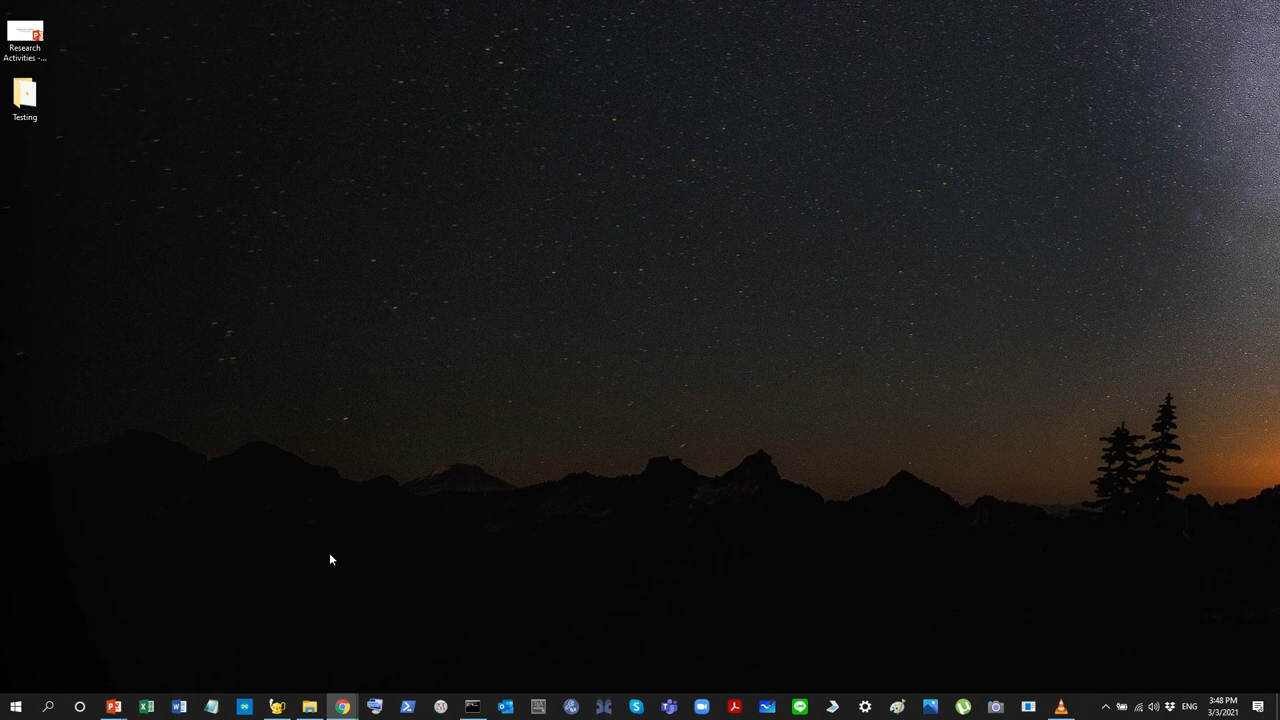 Research
Activities -...
Testing
3:48 PM
ENG
3/3/2021